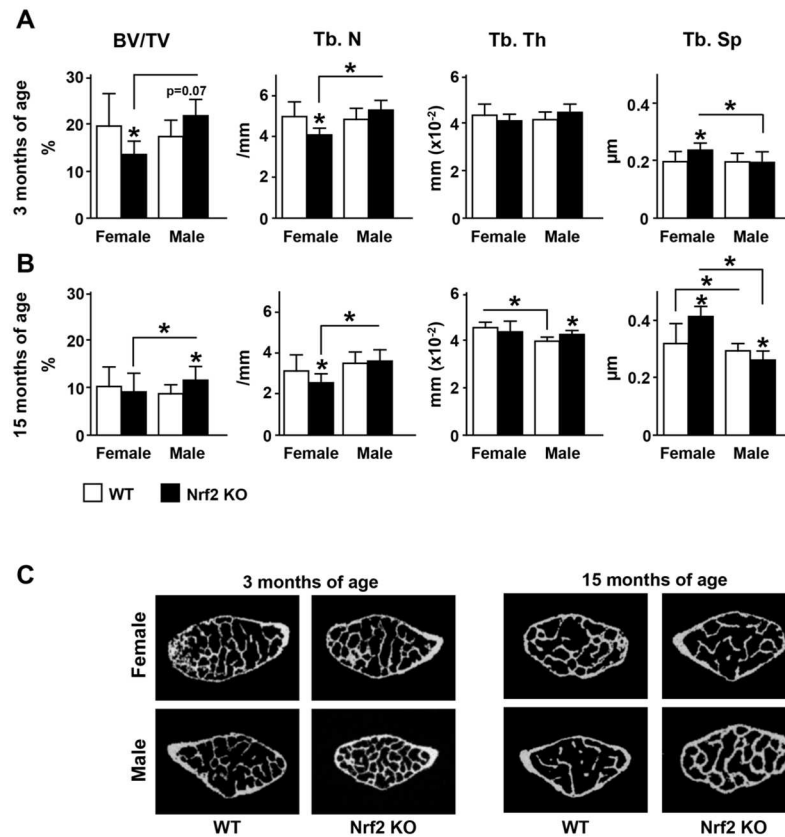 A
BV/TV
Tb. N
Tb. Th
Tb. Sp
3 months of age
%
30
20
10
0
*
p=0.07
Female
Male
/mm
6
4
2
0
*
*
Female
Male
mm (x10⁻²)
6
4
2
0
Female
Male
µm
0.4
0.2
0
*
*
Female
Male
B
15 months of age
%
30
20
10
0
*
*
Female
Male
/mm
6
4
2
0
*
*
Female
Male
mm (x10⁻²)
6
4
2
0
*
*
Female
Male
µm
0.4
0.2
0
*
*
*
*
Female
Male
WT
Nrf2 KO
C
3 months of age
15 months of age
Female
Male
WT
Nrf2 KO
WT
Nrf2 KO